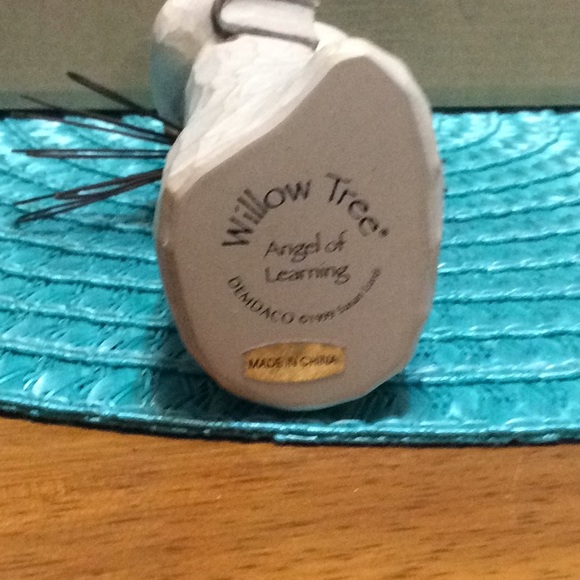 Willow Tree®
Angel of
Learning
DEMDACO ©1999 Susan Lordi
MADE IN CHINA